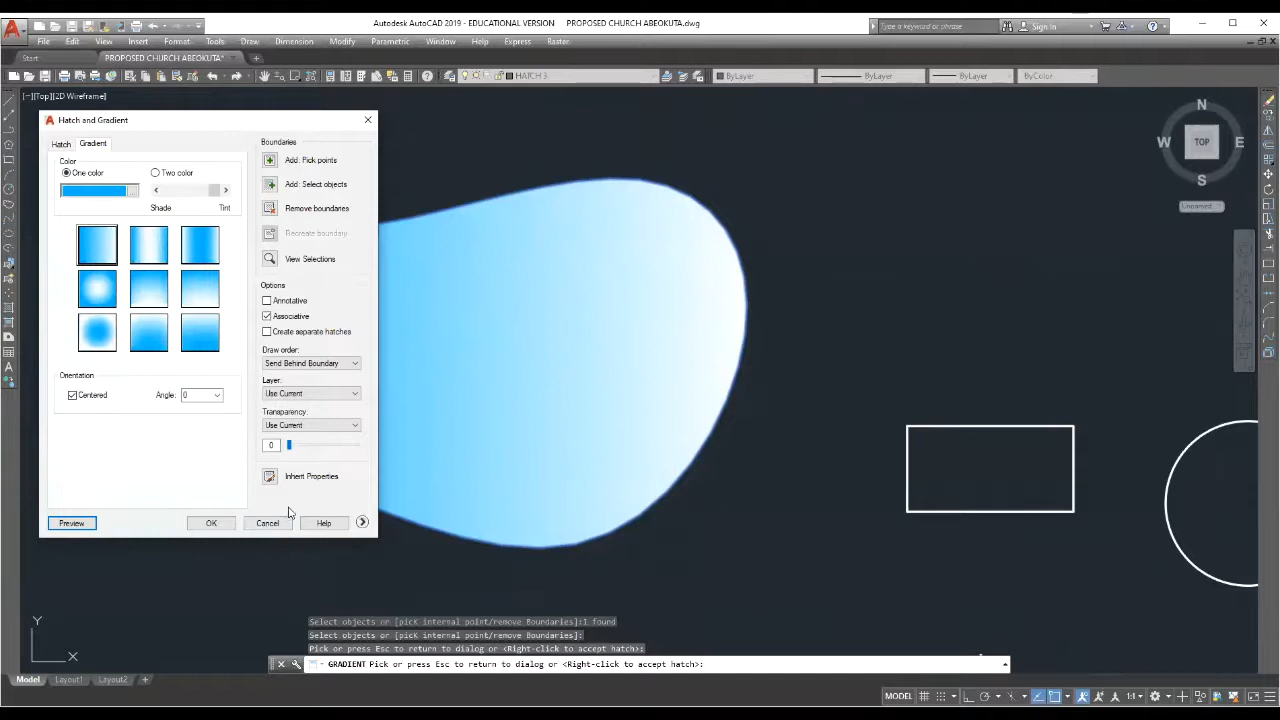 Autodesk AutoCAD 2019 - EDUCATIONAL VERSION PROPOSED CHURCH ABEOKUTA.dwg
Type a keyword or phrase
Sign In
File Edit View Insert Format Tools Draw Dimension Modify Parametric Window Help Express Raster
Start
PROPOSED CHURCH ABEOKUTA*
HATCH 3
ByLayer
ByLayer
ByLayer
ByColor
[−][Top][2D Wireframe]
N
W TOP E
S
Unnamed
Hatch and Gradient
Hatch Gradient
Color
One color
Two color
Shade Tint
Orientation
Centered
Angle: 0
Boundaries
Add: Pick points
Add: Select objects
Remove boundaries
Recreate boundary
View Selections
Options
Annotative
Associative
Create separate hatches
Draw order:
Send Behind Boundary
Layer:
Use Current
Transparency:
Use Current
0
Inherit Properties
Preview OK Cancel Help
Y
X
Select objects or [picK internal point/remove Boundaries]:1 found
Select objects or [picK internal point/remove Boundaries]:
Pick or press Esc to return to dialog or <Right-click to accept hatch>:
GRADIENT Pick or press Esc to return to dialog or <Right-click to accept hatch>:
Model Layout1 Layout2 +
MODEL
1:1